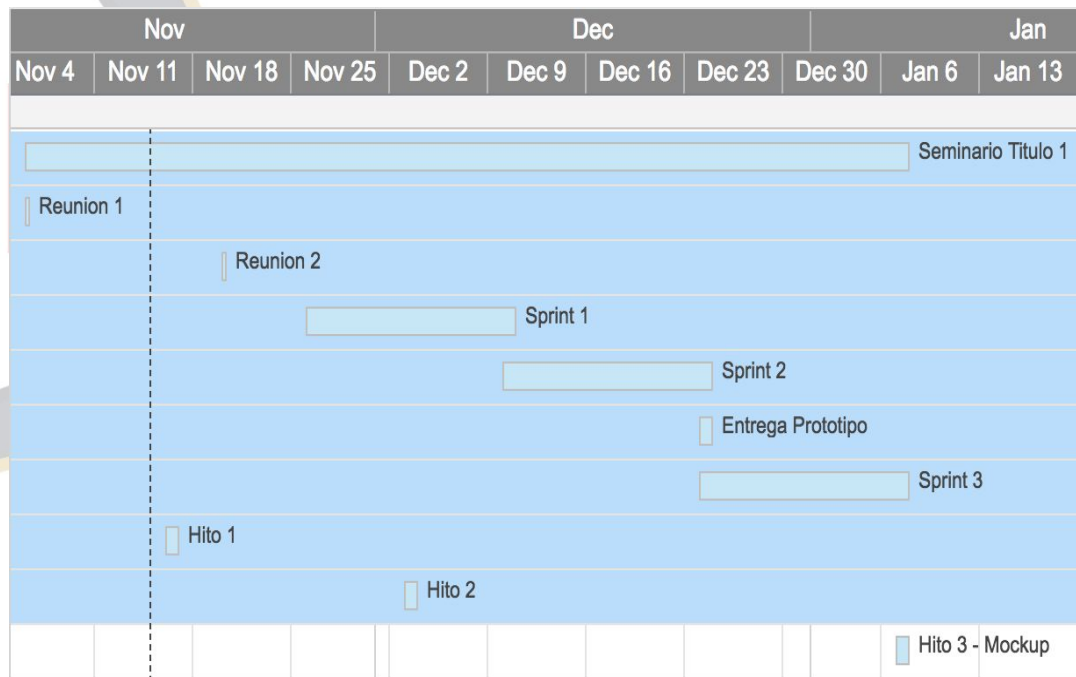 Nov Dec Jan
Nov 4 Nov 11 Nov 18 Nov 25 Dec 2 Dec 9 Dec 16 Dec 23 Dec 30 Jan 6 Jan 13
Seminario Titulo 1
Reunion 1
Reunion 2
Sprint 1
Sprint 2
Entrega Prototipo
Sprint 3
Hito 1
Hito 2
Hito 3 - Mockup